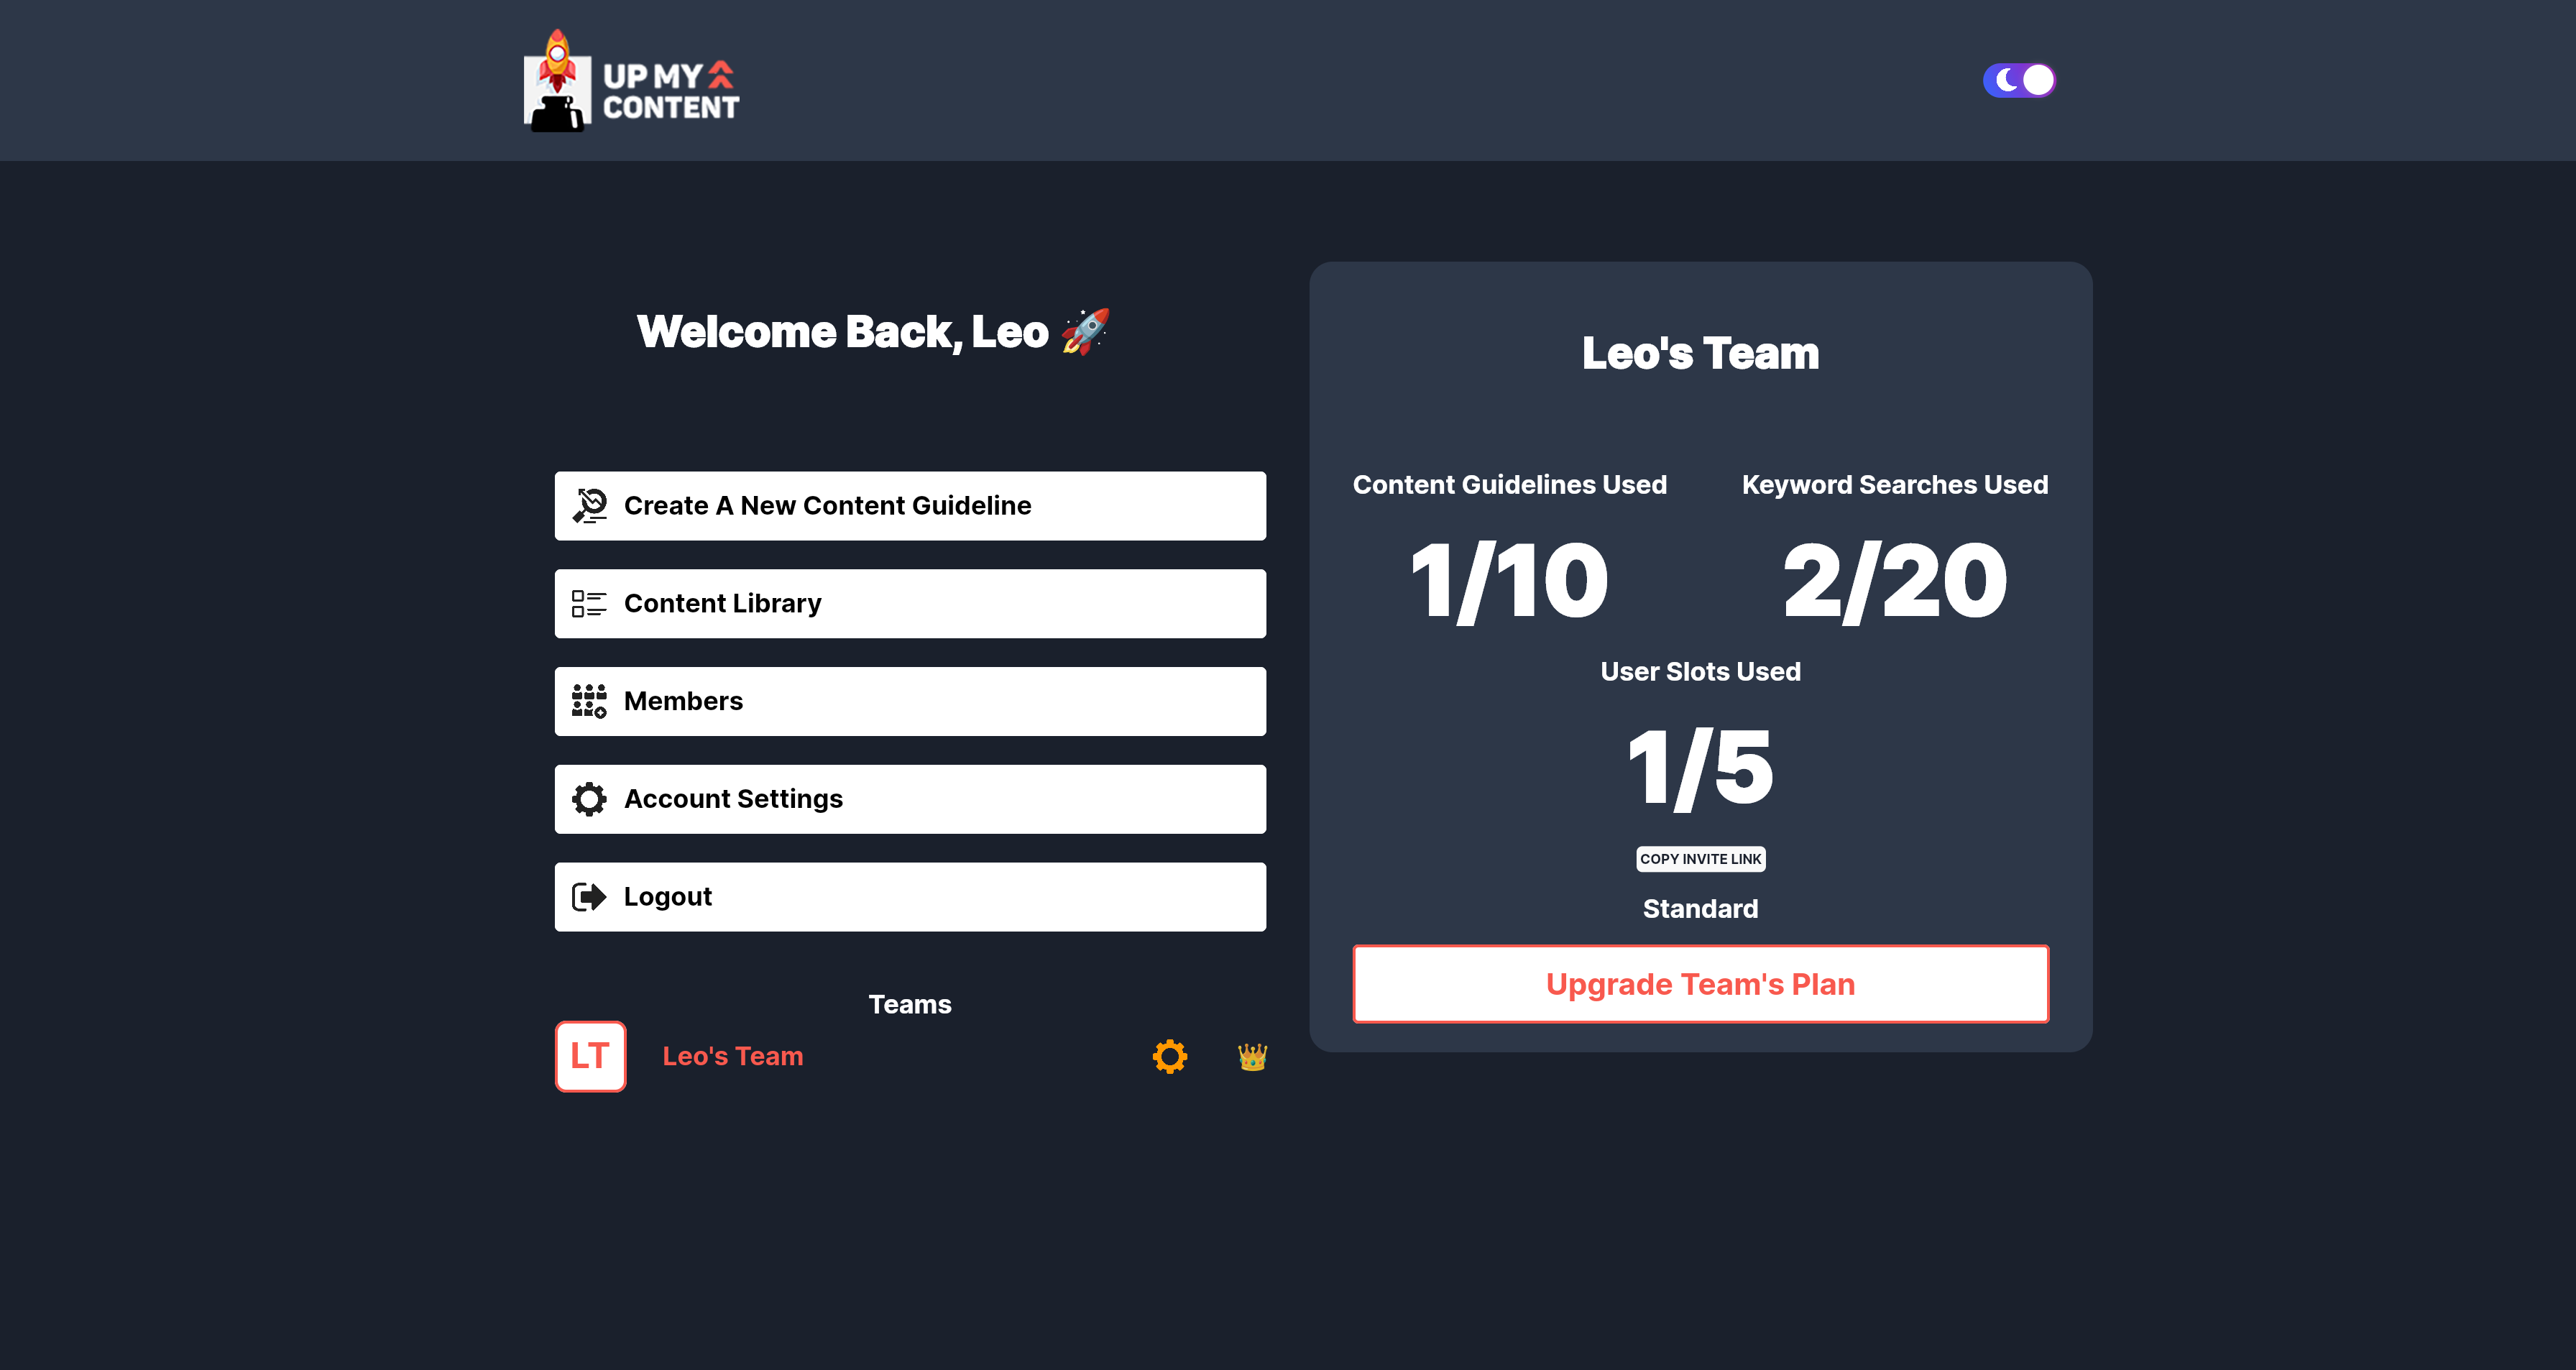 UP MY
CONTENT
Welcome Back, Leo 🚀
Create A New Content Guideline
Content Library
Members
Account Settings
Logout
Teams
LT
Leo's Team
Leo's Team
Content Guidelines Used
1/10
Keyword Searches Used
2/20
User Slots Used
1/5
COPY INVITE LINK
Standard
Upgrade Team's Plan